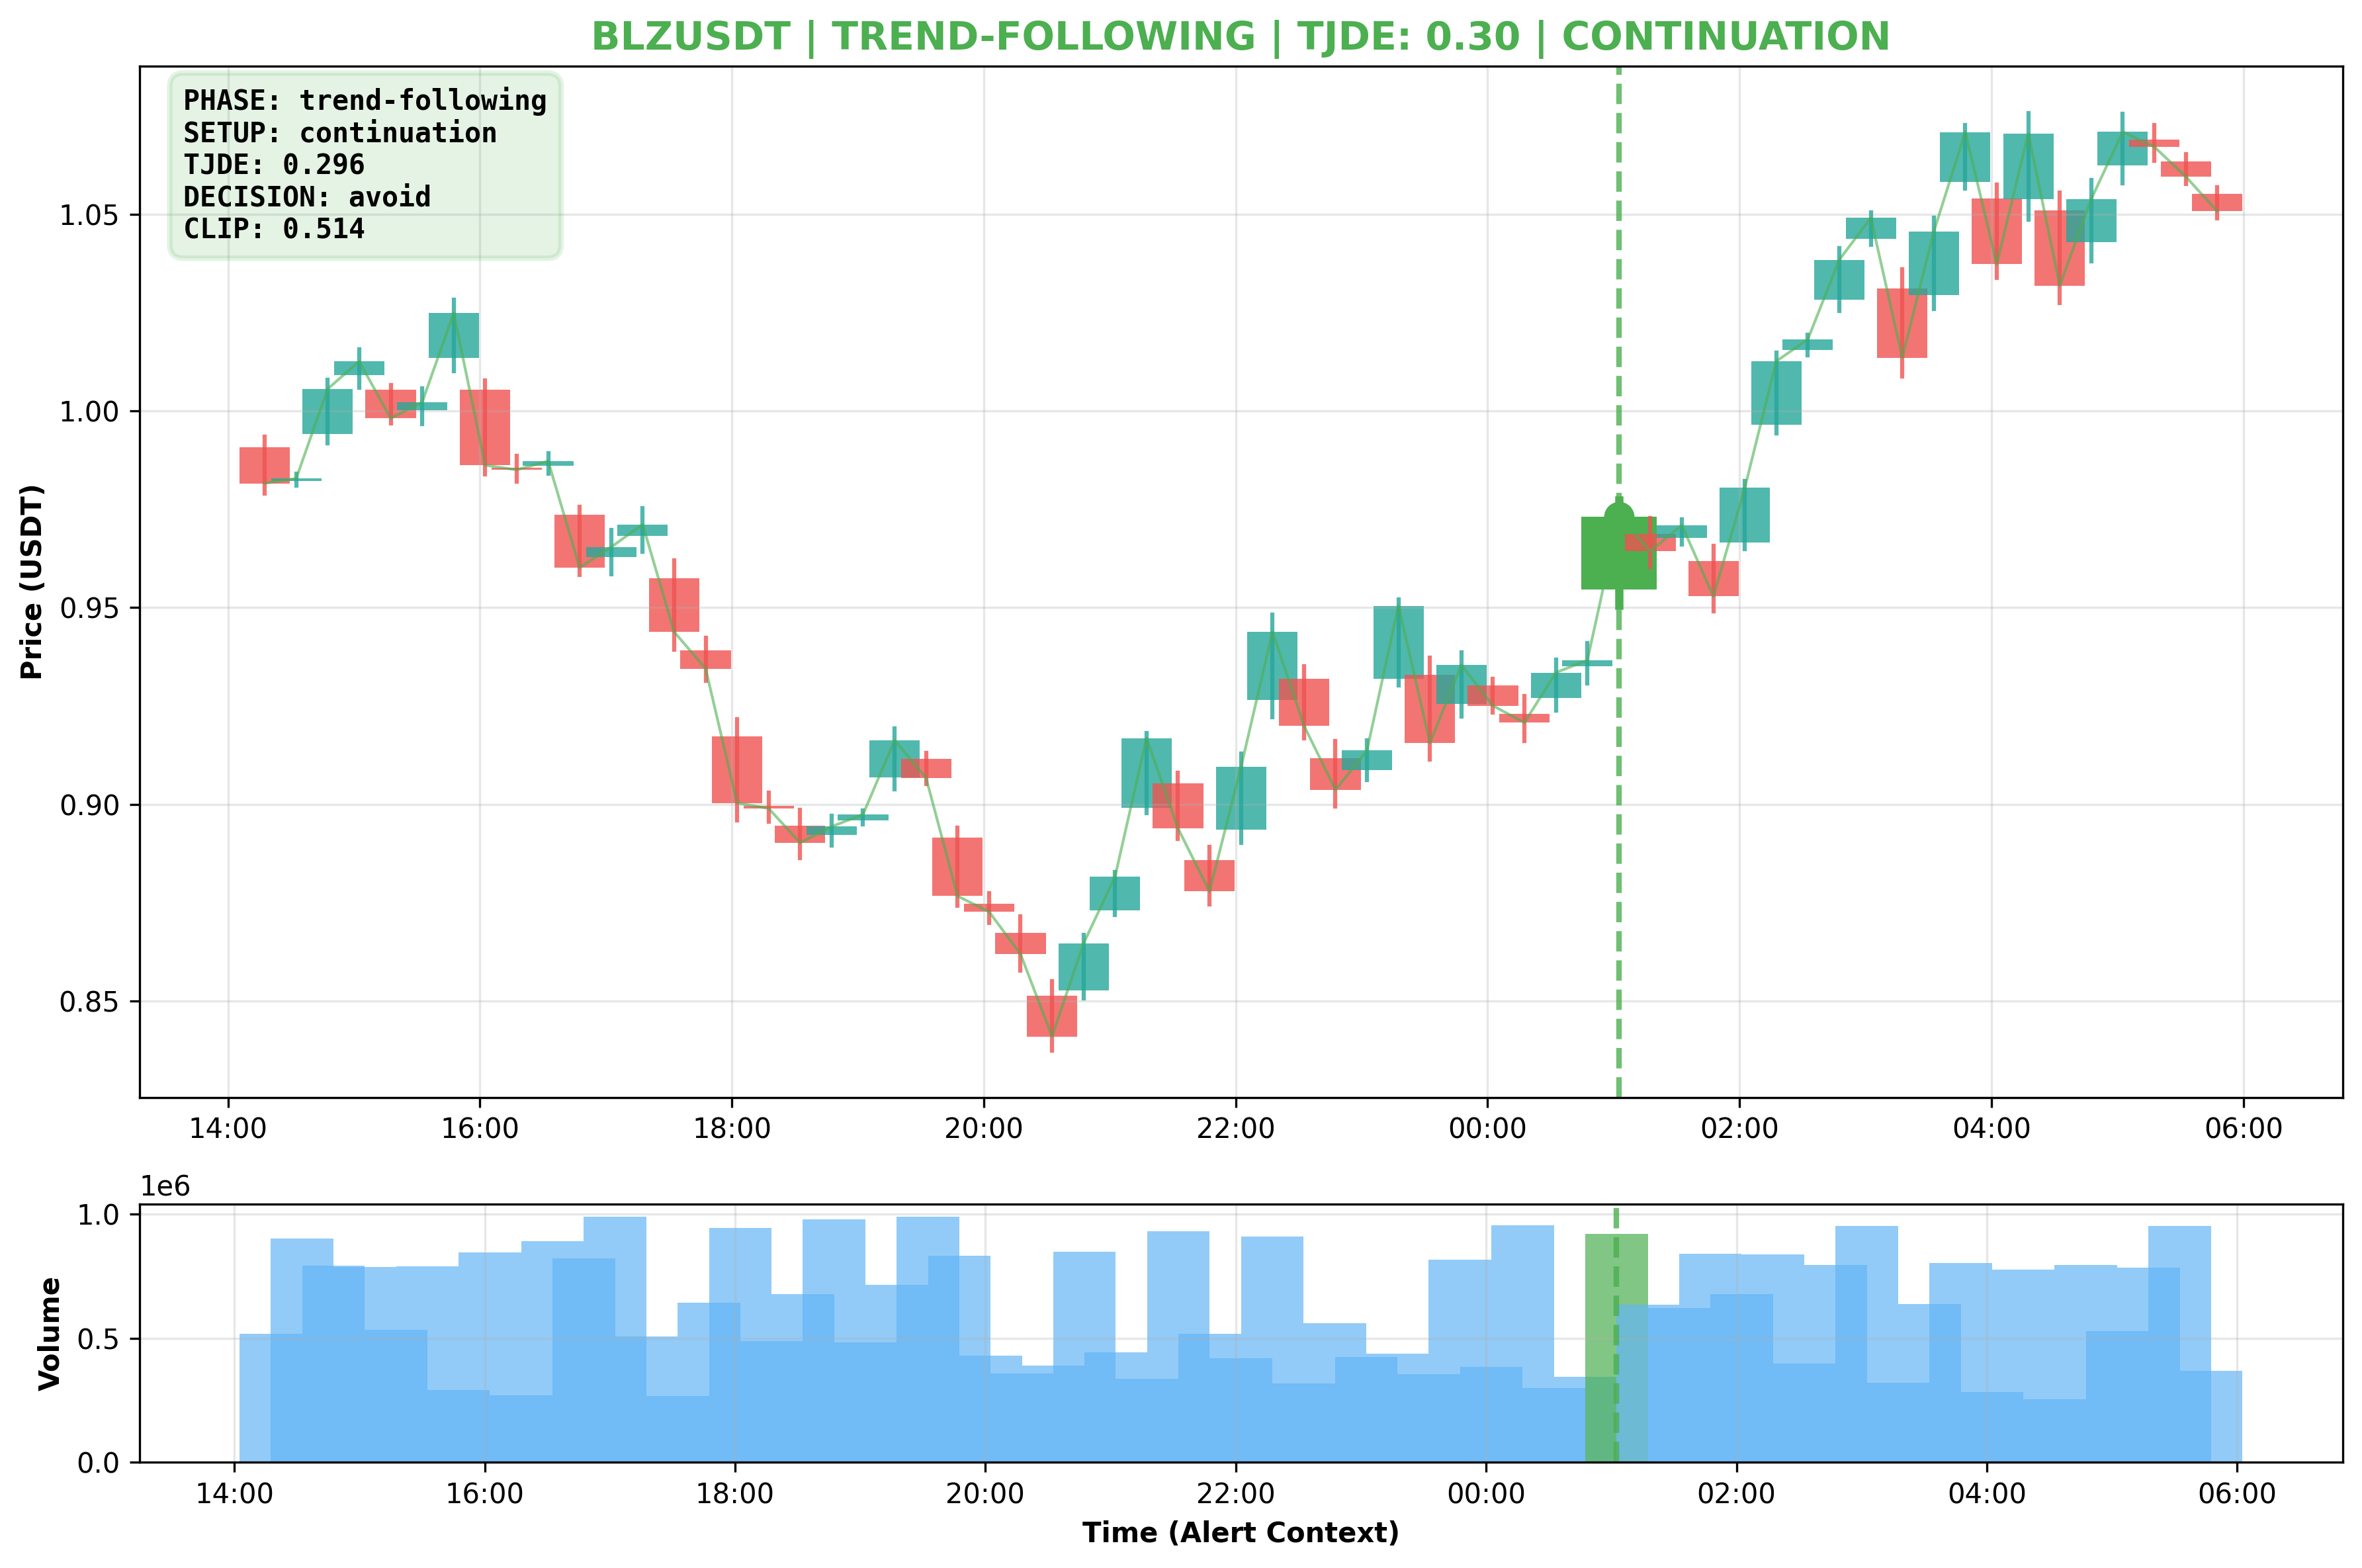 BLZUSDT | TREND-FOLLOWING | TJDE: 0.30 | CONTINUATION
PHASE: trend-following
SETUP: continuation
TJDE: 0.296
DECISION: avoid
CLIP: 0.514
Price (USDT)
1.05
1.00
0.95
0.90
0.85
14:00 16:00 18:00 20:00 22:00 00:00 02:00 04:00 06:00
1e6
Volume
1.0
0.5
0.0
14:00 16:00 18:00 20:00 22:00 00:00 02:00 04:00 06:00
Time (Alert Context)